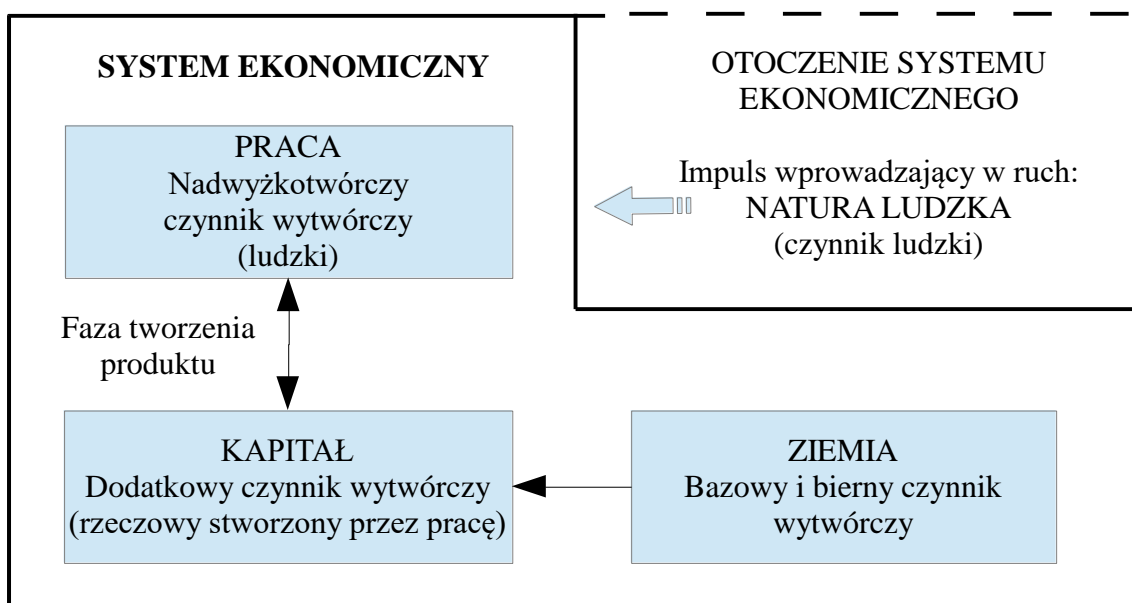 SYSTEM EKONOMICZNY
PRACA
Nadwyżkotwórczy
czynnik wytwórczy
(ludzki)
OTOCZENIE SYSTEMU
EKONOMICZNEGO
Impuls wprowadzający w ruch:
NATURA LUDZKA
(czynnik ludzki)
Faza tworzenia
produktu
KAPITAŁ
Dodatkowy czynnik wytwórczy
(rzeczowy stworzony przez pracę)
ZIEMIA
Bazowy i bierny czynnik
wytwórczy